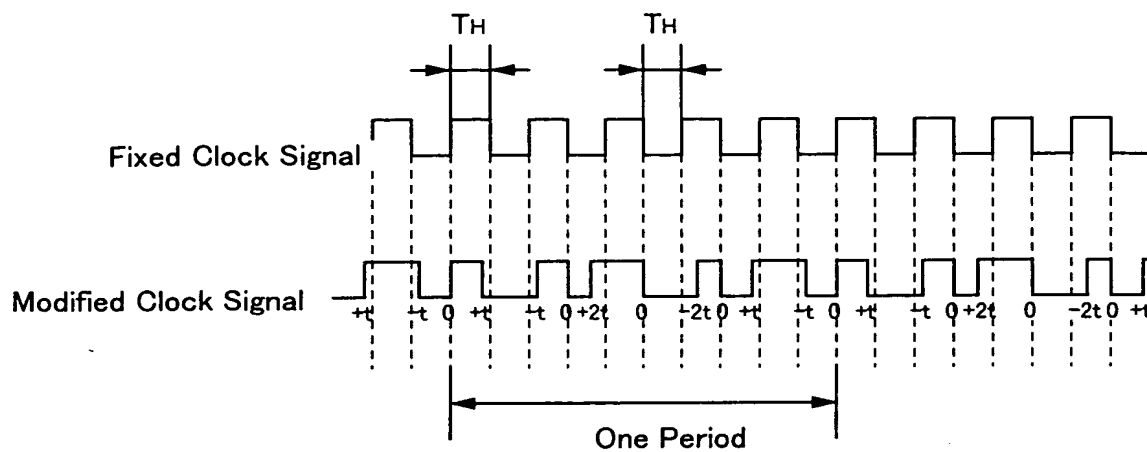 TH TH
Fixed Clock Signal
Modified Clock Signal
+t -t 0 +t -t 0 +2t 0 -2t 0 +t -t 0 +t -t 0 +2t 0 -2t 0 +t
One Period